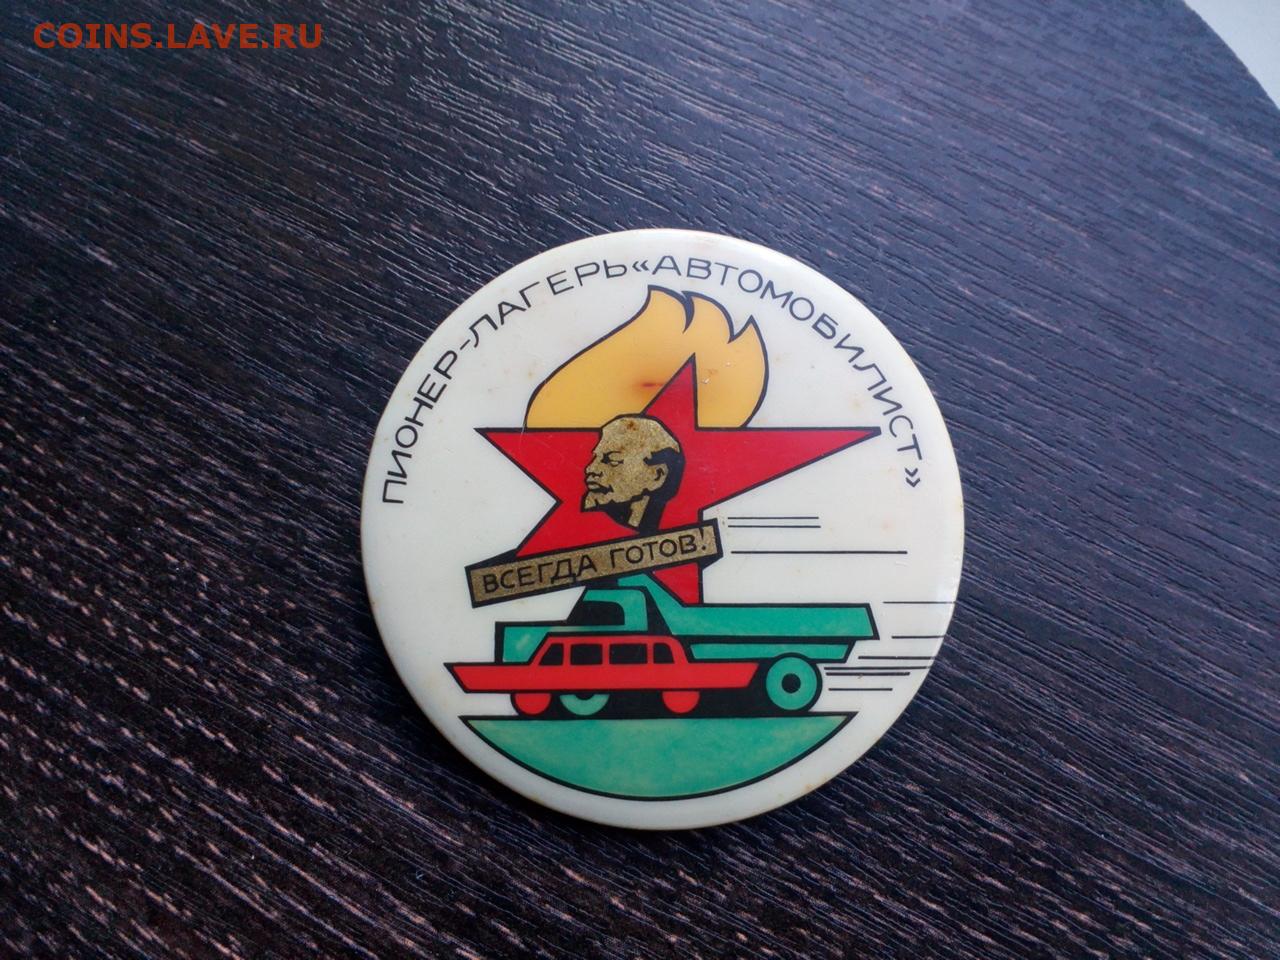 COINS.LAVE.RU
ПИОНЕР-ЛАГЕРЬ «АВТОМОБИЛИСТ»
ВСЕГДА ГОТОВ!